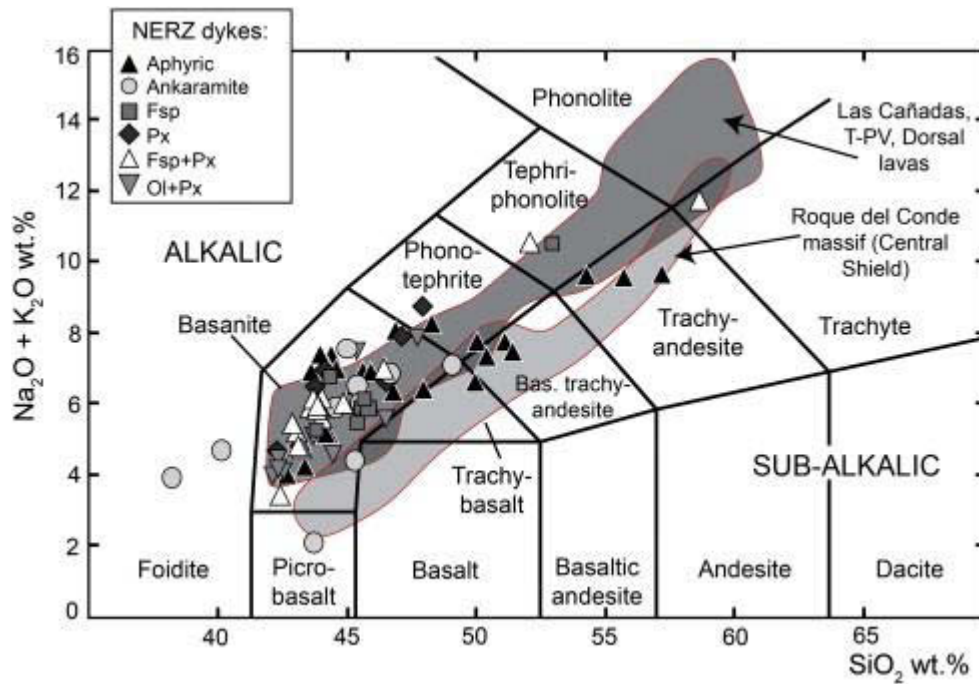 NERZ dykes:
Aphyric
Ankaramite
Fsp
Px
Fsp+Px
Ol+Px
16
14
12
10
8
6
4
2
0
Na₂O + K₂O wt.%
ALKALIC
Phonolite
Las Cañadas,
T-PV, Dorsal
lavas
Tephri-
phonolite
Roque del Conde
massif (Central
Shield)
Phono-
tephrite
Basanite
Trachy-
andesite
Trachyte
Bas. trachy-
andesite
Trachy-
basalt
SUB-ALKALIC
Foidite
Picro-
basalt
Basalt
Basaltic
andesite
Andesite
Dacite
40
45
50
55
60
65
SiO₂ wt.%